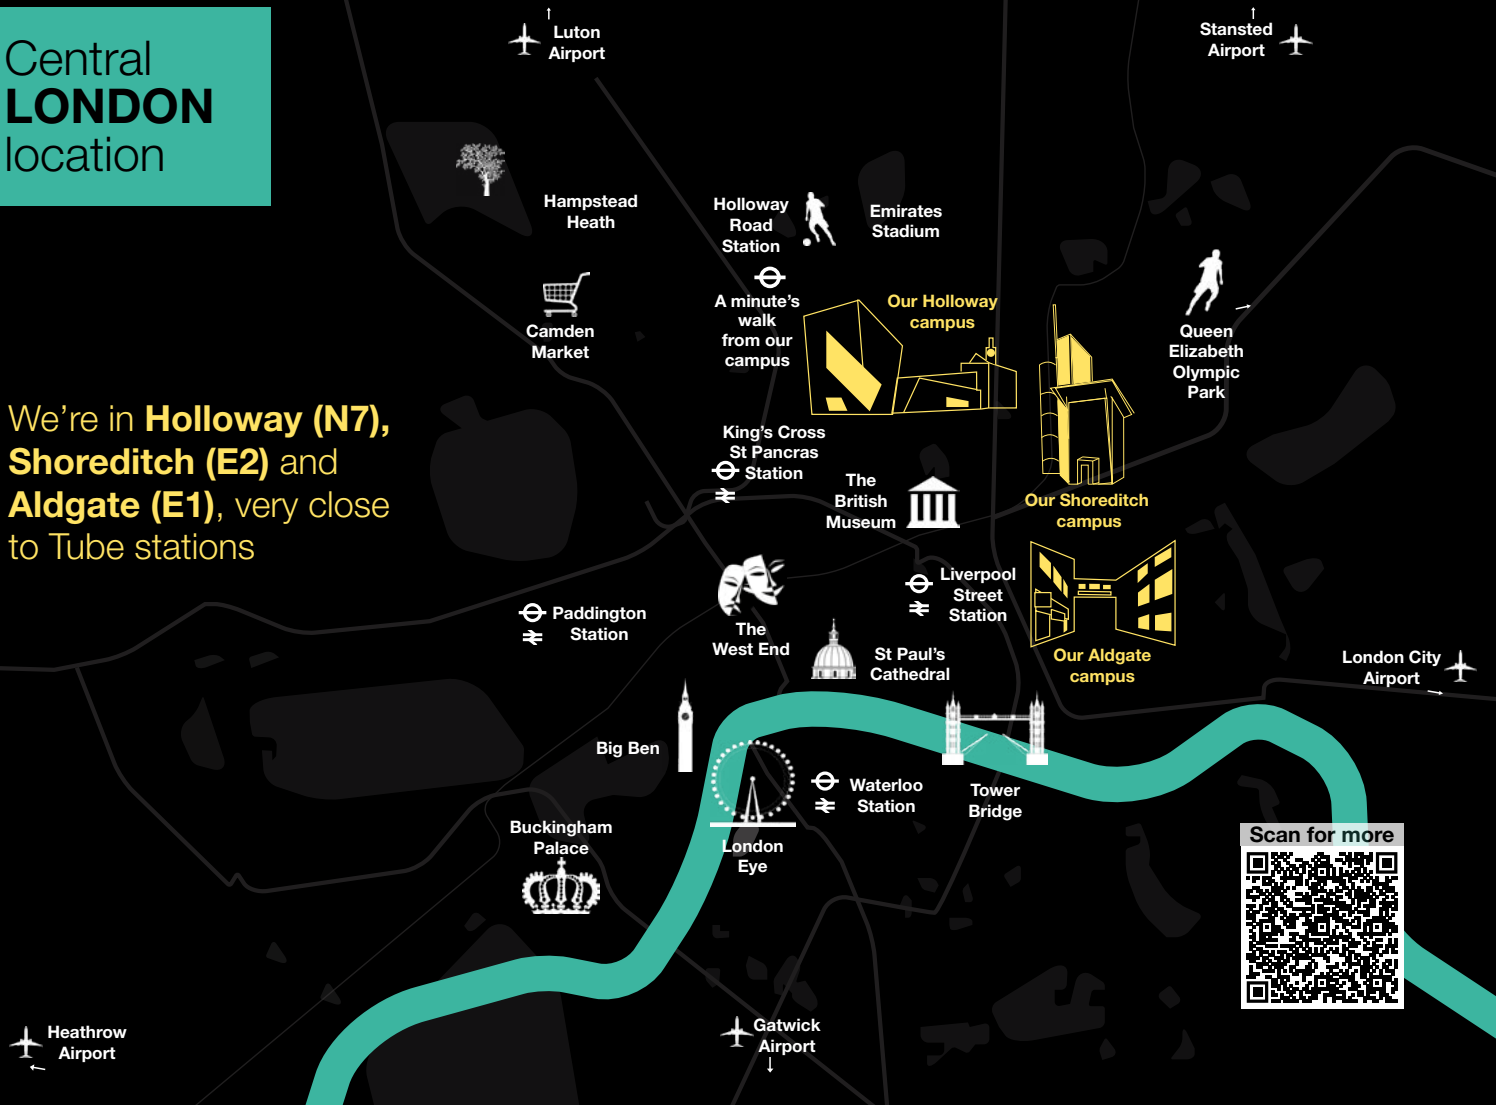 Central
LONDON
location
We're in Holloway (N7),
Shoreditch (E2) and
Aldgate (E1), very close
to Tube stations
Luton
Airport
Stansted
Airport
Hampstead
Heath
Holloway
Road
Station
Emirates
Stadium
A minute's
walk
from our
campus
Our Holloway
campus
Camden
Market
Queen
Elizabeth
Olympic
Park
King's Cross
St Pancras
Station
The
British
Museum
Our Shoreditch
campus
Liverpool
Street
Station
Paddington
Station
The
West End
St Paul's
Cathedral
Our Aldgate
campus
London City
Airport
Big Ben
Waterloo
Station
Tower
Bridge
Buckingham
Palace
London
Eye
Scan for more
Heathrow
Airport
Gatwick
Airport